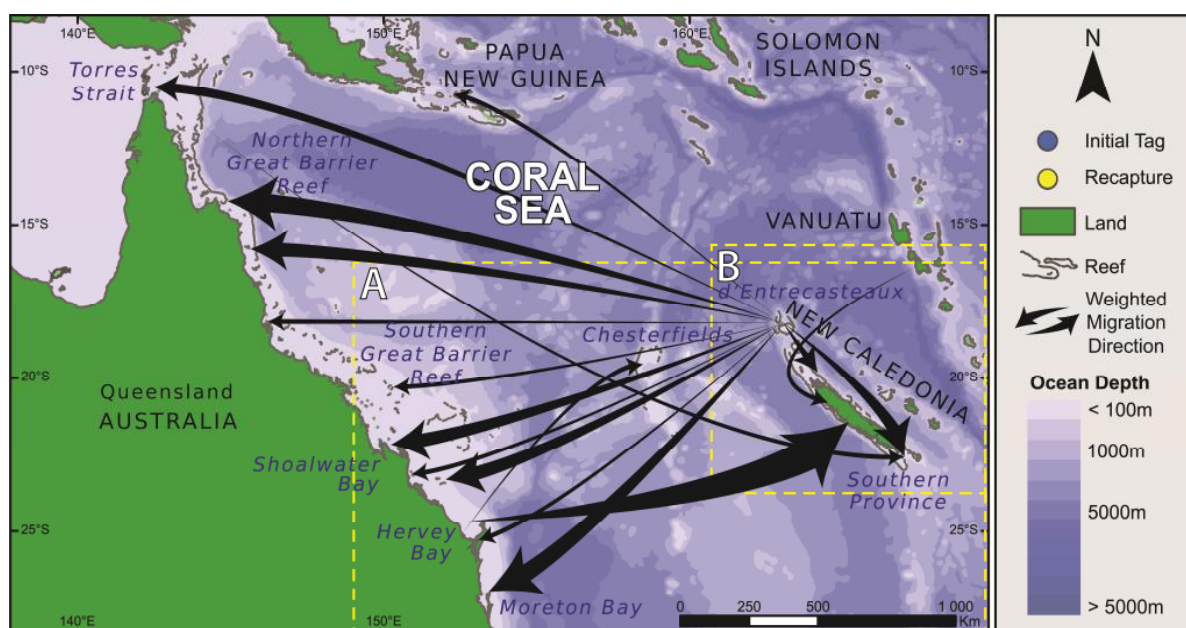 140°E
150°E
160°E
10°S
Torres
Strait
PAPUA
NEW GUINEA
SOLOMON
ISLANDS
10°S
Northern
Great Barrier
Reef
CORAL
SEA
15°S
VANUATU
15°S
A
B
d'Entrecasteaux
NEW CALEDONIA
Chesterfields
Southern
Great Barrier
Reef
20°S
20°S
Queensland
AUSTRALIA
Shoalwater
Bay
Southern
Province
25°S
Hervey
Bay
25°S
Moreton Bay
0
250
500
1 000
Km
140°E
150°E
N
Initial Tag
Recapture
Land
Reef
Weighted
Migration
Direction
Ocean Depth
< 100m
1000m
5000m
> 5000m